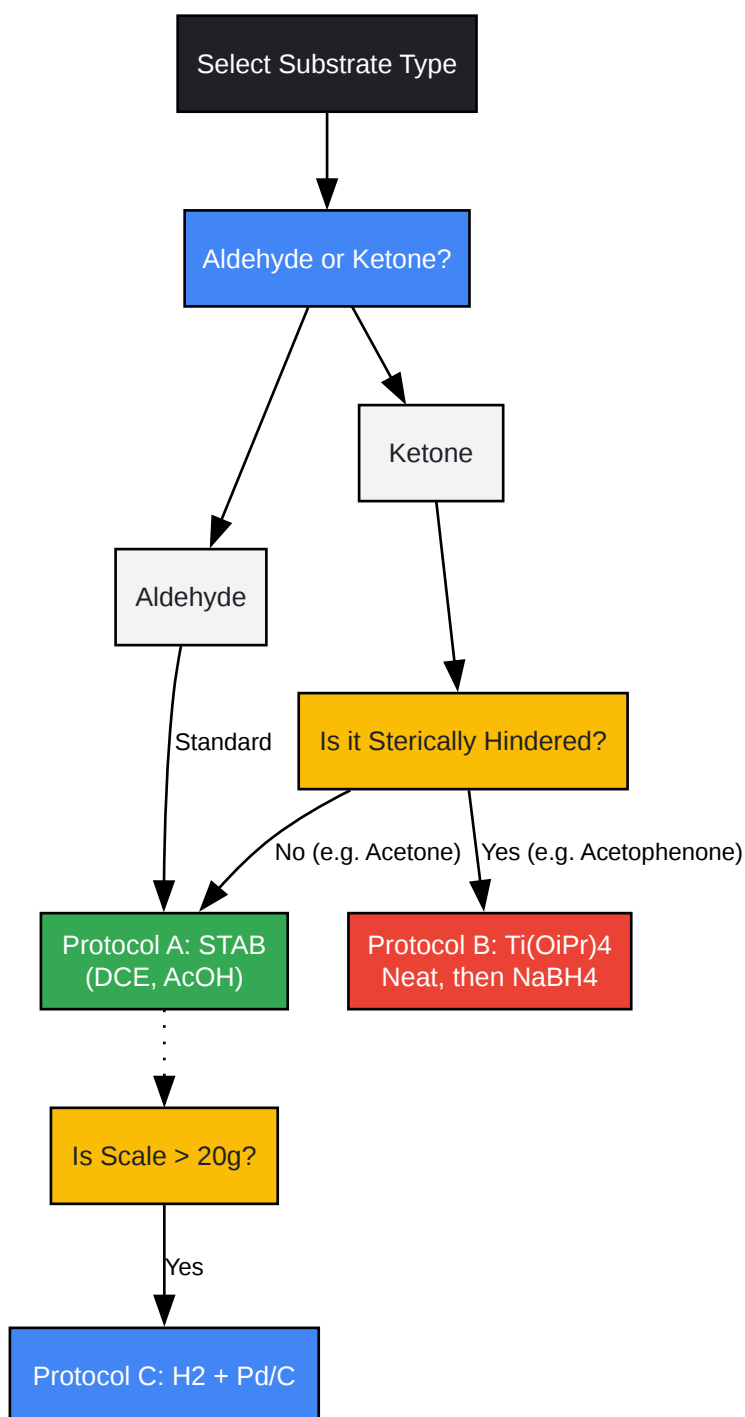 Select Substrate Type
Aldehyde or Ketone?
Ketone
Aldehyde
Standard
Is it Sterically Hindered?
No (e.g. Acetone)
Yes (e.g. Acetophenone)
Protocol A: STAB
(DCE, AcOH)
Protocol B: Ti(OiPr)4
Neat, then NaBH4
Is Scale > 20g?
Yes
Protocol C: H2 + Pd/C